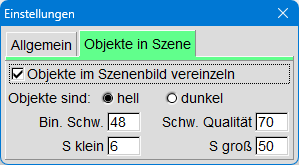 Einstellungen
Allgemein Objekte in Szene
Objekte im Szenenbild vereinzeln
Objekte sind: hell dunkel
Bin. Schw. 48 Schw. Qualität 70
S klein 6 S groß 50